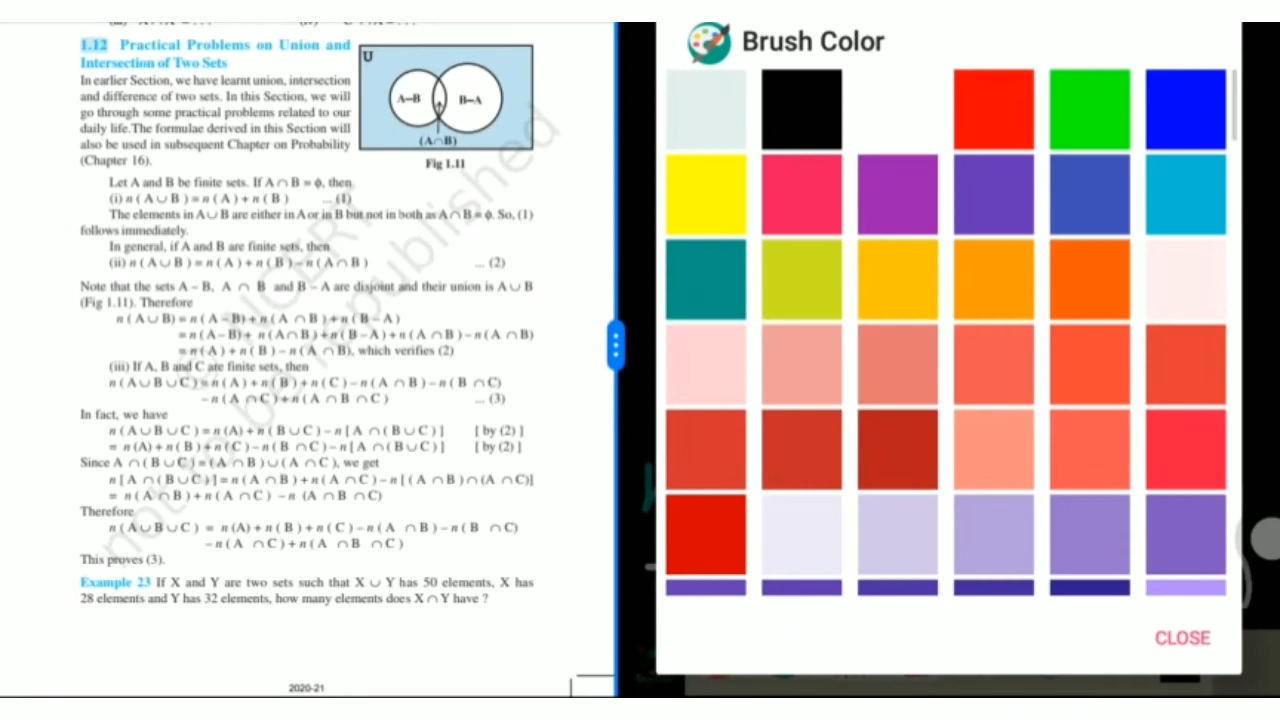 1.12 Practical Problems on Union and
Intersection of Two Sets
In earlier Section, we have learnt union, intersection
and difference of two sets. In this Section, we will
go through some practical problems related to our
daily life.The formulae derived in this Section will
also be used in subsequent Chapter on Probability
(Chapter 16).
U
A–B
B–A
(A∩B)
Fig 1.11
Let A and B be finite sets. If A ∩ B = ϕ, then
(i) n ( A ∪ B ) = n ( A ) + n ( B ) ... (1)
The elements in A ∪ B are either in A or in B but not in both as A ∩ B = ϕ. So, (1)
follows immediately.
In general, if A and B are finite sets, then
(ii) n ( A ∪ B ) = n ( A ) + n ( B ) – n ( A ∩ B ) ... (2)
Note that the sets A – B, A ∩ B and B – A are disjoint and their union is A ∪ B
(Fig 1.11). Therefore
n ( A ∪ B) = n ( A – B) + n ( A ∩ B ) + n ( B – A )
= n ( A – B) + n ( A ∩ B ) + n ( B – A ) + n ( A ∩ B ) – n ( A ∩ B)
= n ( A ) + n ( B ) – n ( A ∩ B), which verifies (2)
(iii) If A, B and C are finite sets, then
n ( A ∪ B ∪ C ) = n ( A ) + n ( B ) + n ( C ) – n ( A ∩ B ) – n ( B ∩ C)
– n ( A ∩ C ) + n ( A ∩ B ∩ C ) ... (3)
In fact, we have
n ( A ∪ B ∪ C ) = n (A) + n ( B ∪ C ) – n [ A ∩ ( B ∪ C ) ] [ by (2) ]
= n (A) + n ( B ) + n ( C ) – n ( B ∩ C ) – n [ A ∩ ( B ∪ C ) ] [ by (2) ]
Since A ∩ ( B ∪ C ) = ( A ∩ B ) ∪ ( A ∩ C ), we get
n [ A ∩ ( B ∪ C ) ] = n ( A ∩ B ) + n ( A ∩ C ) – n [ ( A ∩ B ) ∩ (A ∩ C)]
= n ( A ∩ B ) + n ( A ∩ C ) – n (A ∩ B ∩ C)
Therefore
n ( A ∪ B ∪ C ) = n (A) + n ( B ) + n ( C ) – n ( A ∩ B ) – n ( B ∩ C)
– n ( A ∩ C ) + n ( A ∩ B ∩ C )
This proves (3).
Example 23 If X and Y are two sets such that X ∪ Y has 50 elements, X has
28 elements and Y has 32 elements, how many elements does X ∩ Y have ?
2020-21
© NCERT
not to be republished
Brush Color
CLOSE